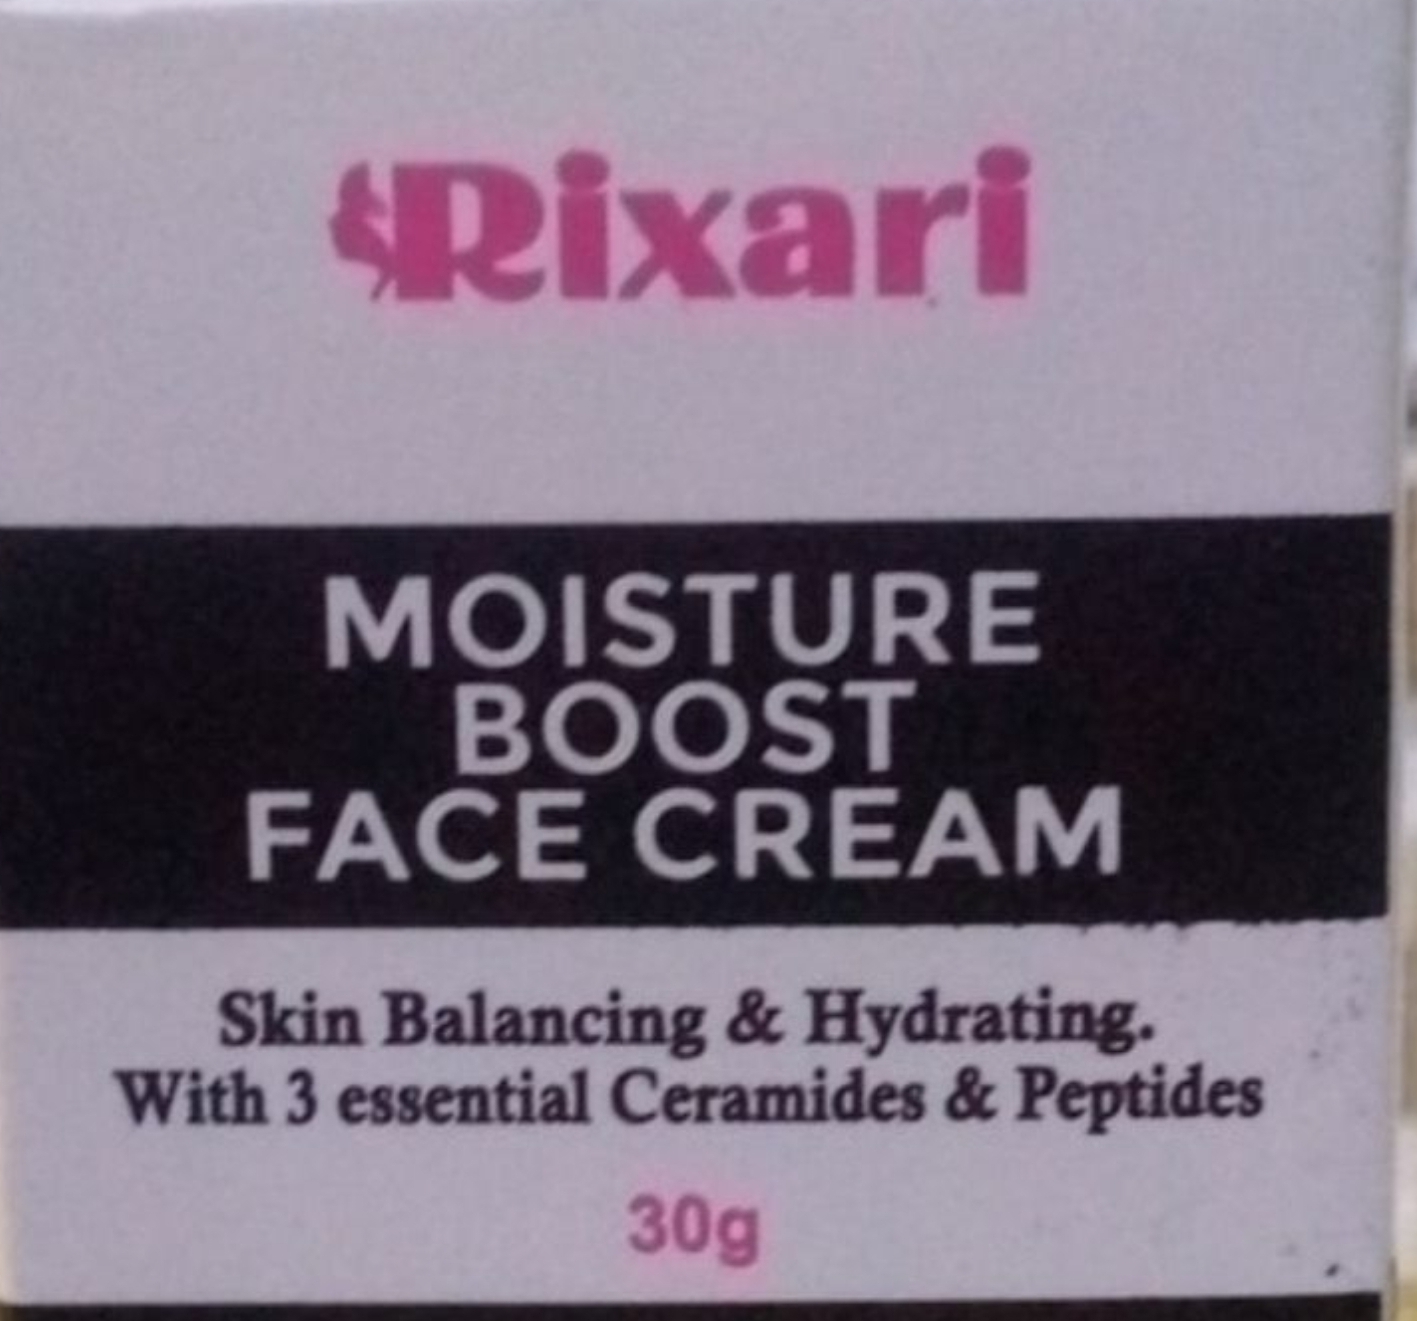 Rixari
MOISTURE
BOOST
FACE CREAM
Skin Balancing & Hydrating.
With 3 essential Ceramides & Peptides
30g